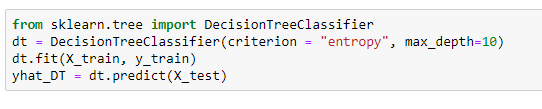 from sklearn.tree import DecisionTreeClassifier
dt = DecisionTreeClassifier(criterion = "entropy", max_depth=10)
dt.fit(X_train, y_train)
yhat_DT = dt.predict(X_test)